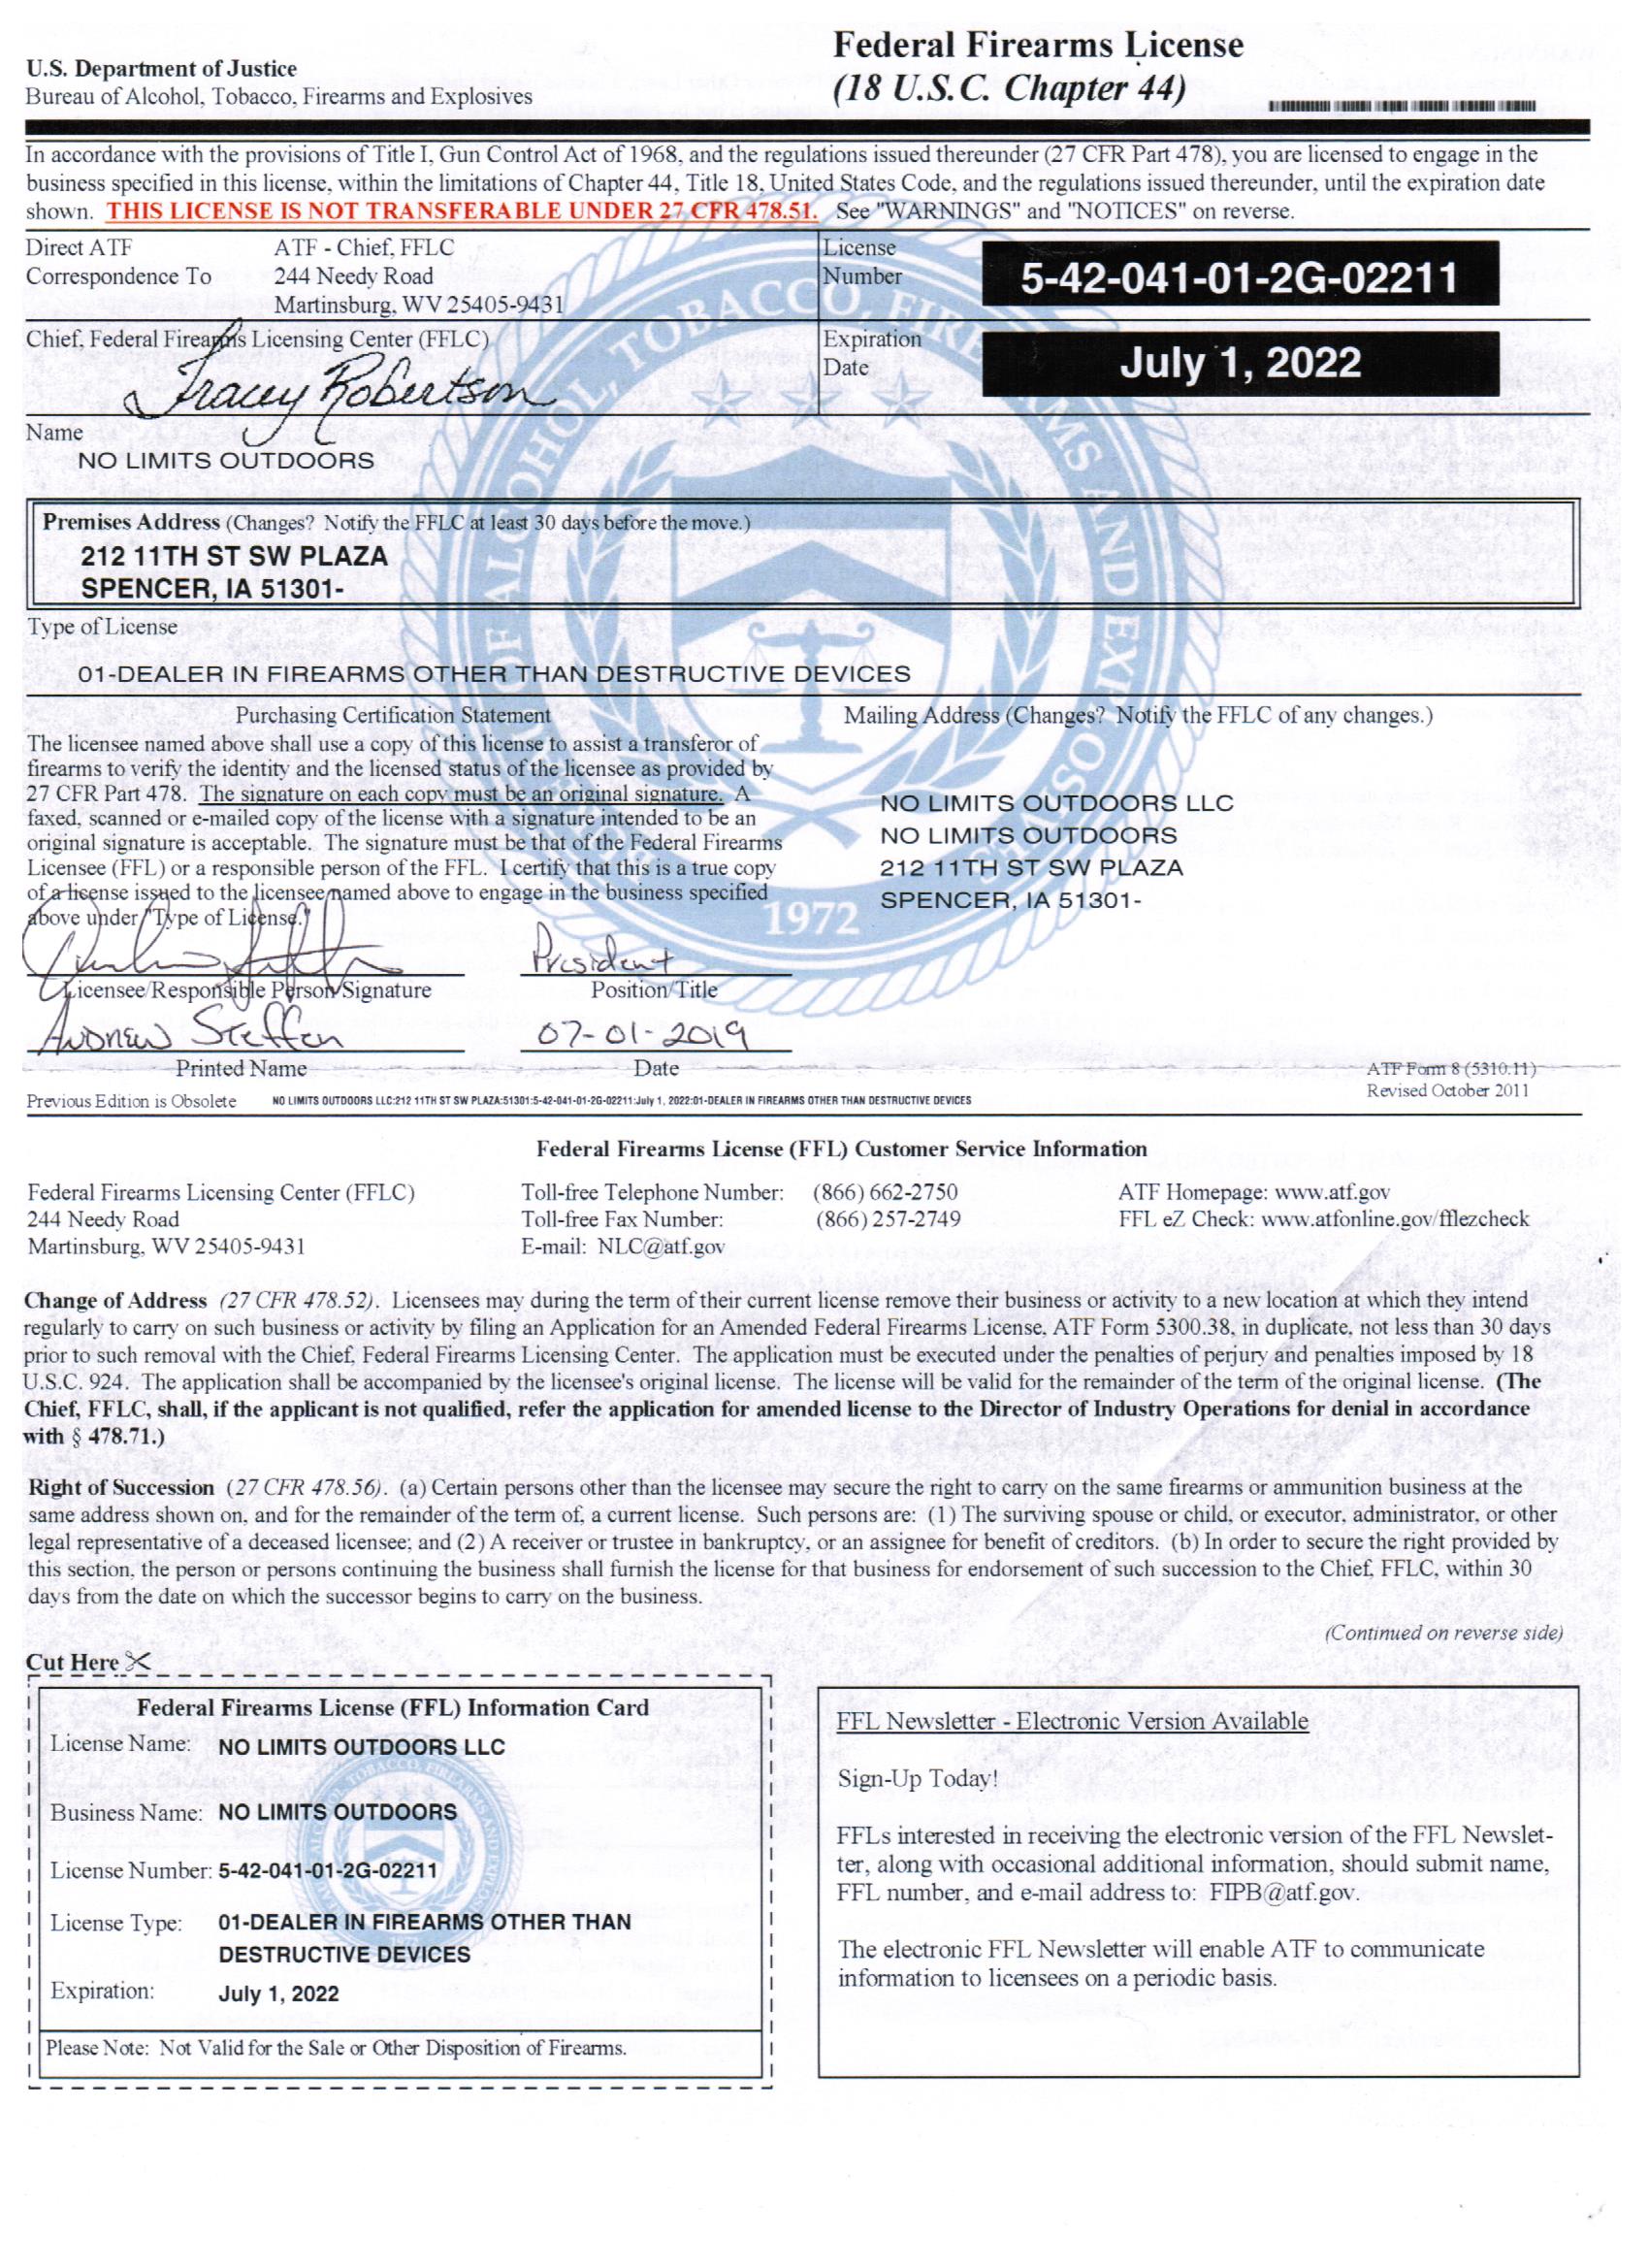 U.S. Department of Justice
Bureau of Alcohol, Tobacco, Firearms and Explosives
Federal Firearms License
(18 U.S.C. Chapter 44)
In accordance with the provisions of Title I, Gun Control Act of 1968, and the regulations issued thereunder (27 CFR Part 478), you are licensed to engage in the
business specified in this license, within the limitations of Chapter 44, Title 18, United States Code, and the regulations issued thereunder, until the expiration date
shown. THIS LICENSE IS NOT TRANSFERABLE UNDER 27 CFR 478.51. See "WARNINGS" and "NOTICES" on reverse.
Direct ATF
Correspondence To
ATF - Chief, FFLC
244 Needy Road
Martinsburg, WV 25405-9431
License
Number
5-42-041-01-2G-02211
Chief, Federal Firearms Licensing Center (FFLC)
Tracey Robertson
Expiration
Date
July 1, 2022
Name
NO LIMITS OUTDOORS
Premises Address (Changes? Notify the FFLC at least 30 days before the move.)
212 11TH ST SW PLAZA
SPENCER, IA 51301-
Type of License
01-DEALER IN FIREARMS OTHER THAN DESTRUCTIVE DEVICES
Purchasing Certification Statement
The licensee named above shall use a copy of this license to assist a transferor of
firearms to verify the identity and the licensed status of the licensee as provided by
27 CFR Part 478. The signature on each copy must be an original signature. A
faxed, scanned or e-mailed copy of the license with a signature intended to be an
original signature is acceptable. The signature must be that of the Federal Firearms
Licensee (FFL) or a responsible person of the FFL. I certify that this is a true copy
of a license issued to the licensee named above to engage in the business specified
above under "Type of License."
Mailing Address (Changes? Notify the FFLC of any changes.)
NO LIMITS OUTDOORS LLC
NO LIMITS OUTDOORS
212 11TH ST SW PLAZA
SPENCER, IA 51301-
BUREAU OF ALCOHOL, TOBACCO, FIREARMS AND EXPLOSIVES
1972
President
Licensee/Responsible Person Signature
Position/Title
Andrew Steffen
07-01-2019
Printed Name
Date
ATF Form 8 (5310.11)
Revised October 2011
Previous Edition is Obsolete
NO LIMITS OUTDOORS LLC:212 11TH ST SW PLAZA:51301:5-42-041-01-2G-02211:July 1, 2022:01-DEALER IN FIREARMS OTHER THAN DESTRUCTIVE DEVICES
Federal Firearms License (FFL) Customer Service Information
Federal Firearms Licensing Center (FFLC)
244 Needy Road
Martinsburg, WV 25405-9431
Toll-free Telephone Number: (866) 662-2750
Toll-free Fax Number: (866) 257-2749
E-mail: NLC@atf.gov
ATF Homepage: www.atf.gov
FFL eZ Check: www.atfonline.gov/fflezcheck
Change of Address (27 CFR 478.52). Licensees may during the term of their current license remove their business or activity to a new location at which they intend
regularly to carry on such business or activity by filing an Application for an Amended Federal Firearms License, ATF Form 5300.38, in duplicate, not less than 30 days
prior to such removal with the Chief, Federal Firearms Licensing Center. The application must be executed under the penalties of perjury and penalties imposed by 18
U.S.C. 924. The application shall be accompanied by the licensee's original license. The license will be valid for the remainder of the term of the original license. (The
Chief, FFLC, shall, if the applicant is not qualified, refer the application for amended license to the Director of Industry Operations for denial in accordance
with § 478.71.)
Right of Succession (27 CFR 478.56). (a) Certain persons other than the licensee may secure the right to carry on the same firearms or ammunition business at the
same address shown on, and for the remainder of the term of, a current license. Such persons are: (1) The surviving spouse or child, or executor, administrator, or other
legal representative of a deceased licensee; and (2) A receiver or trustee in bankruptcy, or an assignee for benefit of creditors. (b) In order to secure the right provided by
this section, the person or persons continuing the business shall furnish the license for that business for endorsement of such succession to the Chief, FFLC, within 30
days from the date on which the successor begins to carry on the business.
(Continued on reverse side)
Cut Here
Federal Firearms License (FFL) Information Card
License Name: NO LIMITS OUTDOORS LLC
Business Name: NO LIMITS OUTDOORS
License Number: 5-42-041-01-2G-02211
License Type: 01-DEALER IN FIREARMS OTHER THAN
DESTRUCTIVE DEVICES
Expiration: July 1, 2022
Please Note: Not Valid for the Sale or Other Disposition of Firearms.
FFL Newsletter - Electronic Version Available
Sign-Up Today!
FFLs interested in receiving the electronic version of the FFL Newslet-
ter, along with occasional additional information, should submit name,
FFL number, and e-mail address to: FIPB@atf.gov.
The electronic FFL Newsletter will enable ATF to communicate
information to licensees on a periodic basis.